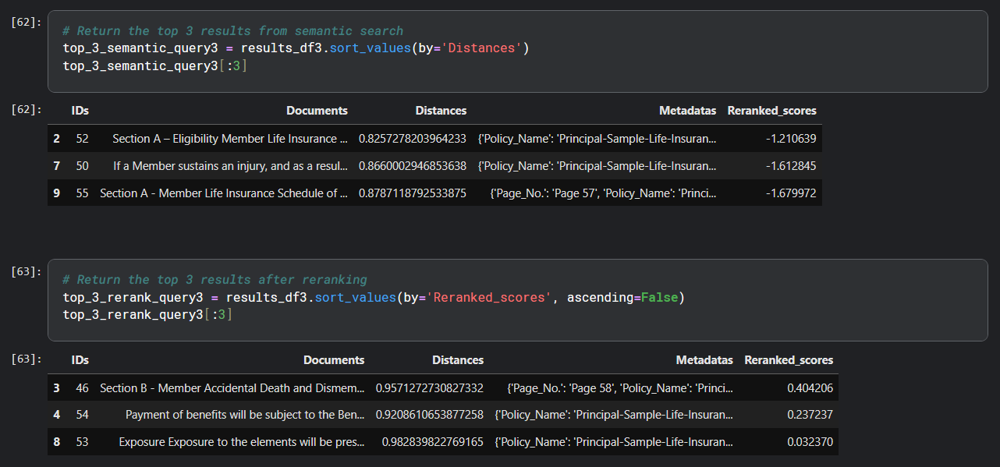 [62]:
# Return the top 3 results from semantic search
top_3_semantic_query3 = results_df3.sort_values(by='Distances')
top_3_semantic_query3[:3]
[62]:
IDs Documents Distances Metadatas Reranked_scores
2 52 Section A – Eligibility Member Life Insurance ... 0.8257278203964233 {'Policy_Name': 'Principal-Sample-Life-Insuran... -1.210639
7 50 If a Member sustains an injury, and as a resul... 0.8660002946853638 {'Policy_Name': 'Principal-Sample-Life-Insuran... -1.612845
9 55 Section A - Member Life Insurance Schedule of ... 0.8787118792533875 {'Page_No.': 'Page 57', 'Policy_Name': 'Princi... -1.679972
[63]:
# Return the top 3 results after reranking
top_3_rerank_query3 = results_df3.sort_values(by='Reranked_scores', ascending=False)
top_3_rerank_query3[:3]
[63]:
IDs Documents Distances Metadatas Reranked_scores
3 46 Section B - Member Accidental Death and Dismem... 0.9571272730827332 {'Page_No.': 'Page 58', 'Policy_Name': 'Princi... 0.404206
4 54 Payment of benefits will be subject to the Ben... 0.9208610653877258 {'Policy_Name': 'Principal-Sample-Life-Insuran... 0.237237
8 53 Exposure Exposure to the elements will be pres... 0.982839822769165 {'Policy_Name': 'Principal-Sample-Life-Insuran... 0.032370